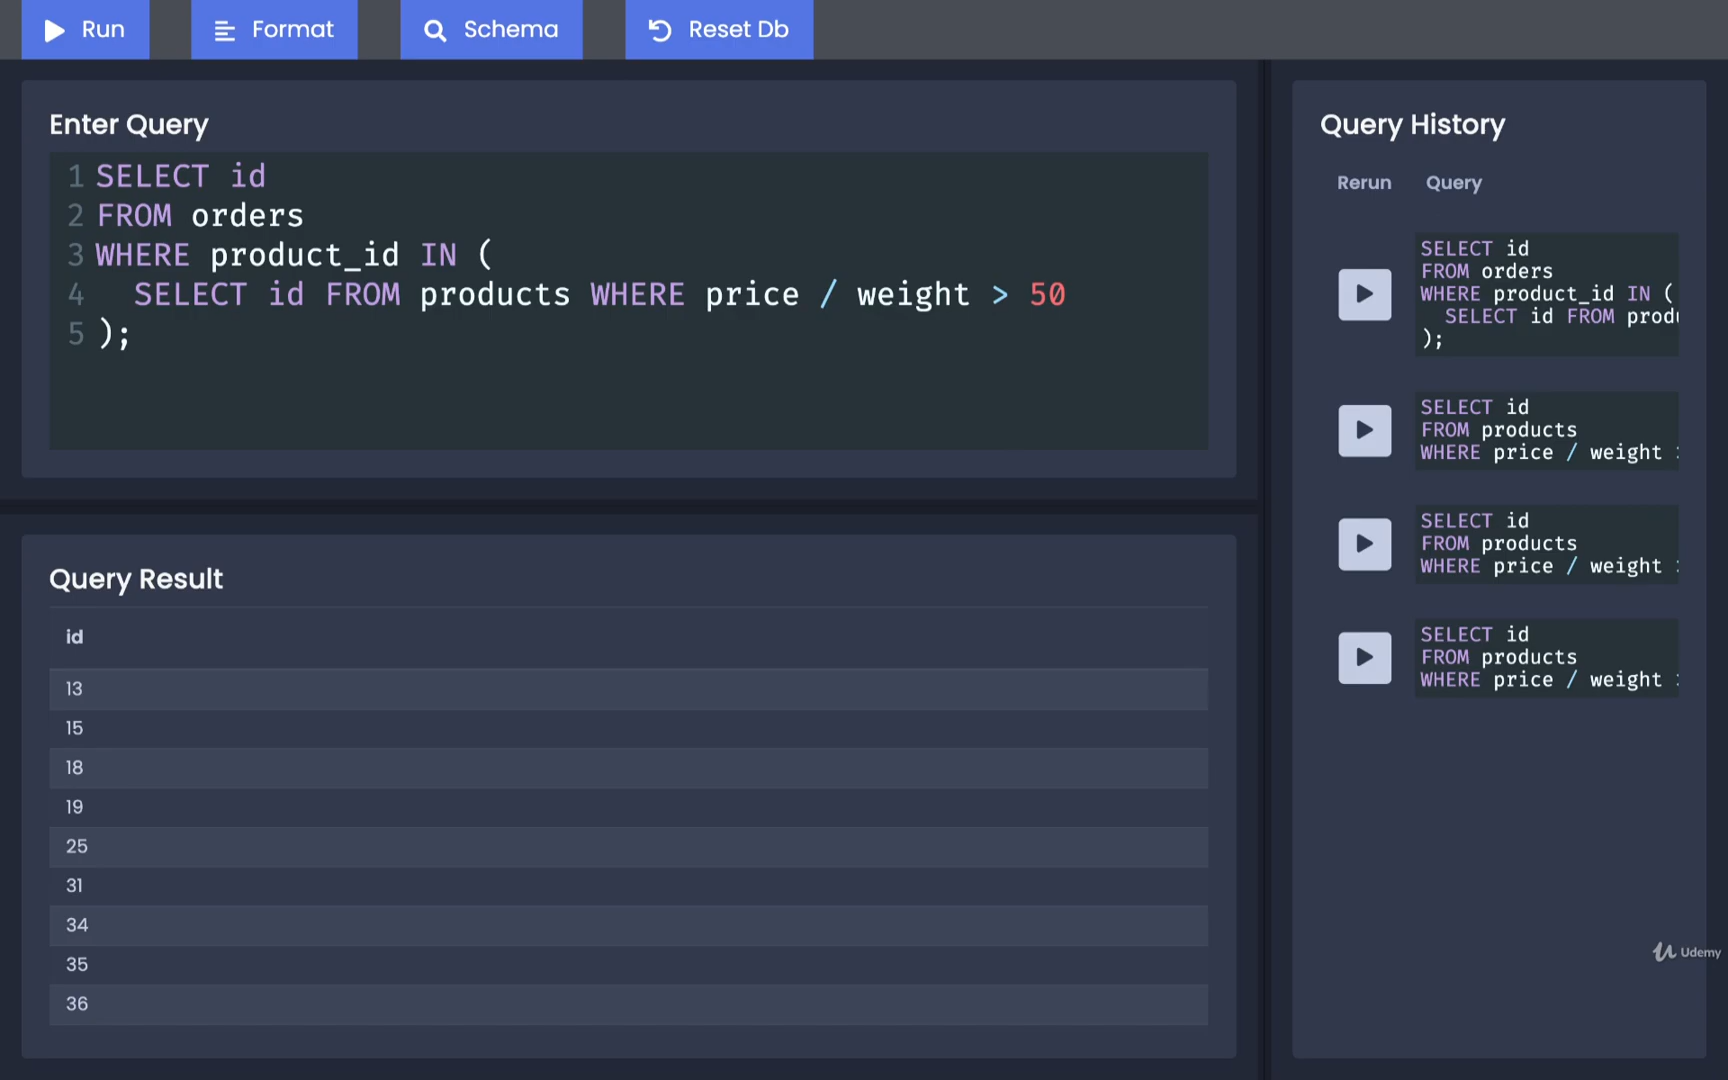 Run
Format
Schema
Reset Db
Enter Query
1 SELECT id
2 FROM orders
3 WHERE product_id IN (
4   SELECT id FROM products WHERE price / weight > 50
5 );
Query Result
id
13
15
18
19
25
31
34
35
36
Query History
Rerun Query
SELECT id
FROM orders
WHERE product_id IN (
  SELECT id FROM produ
);
SELECT id
FROM products
WHERE price / weight
SELECT id
FROM products
WHERE price / weight
SELECT id
FROM products
WHERE price / weight
Udemy